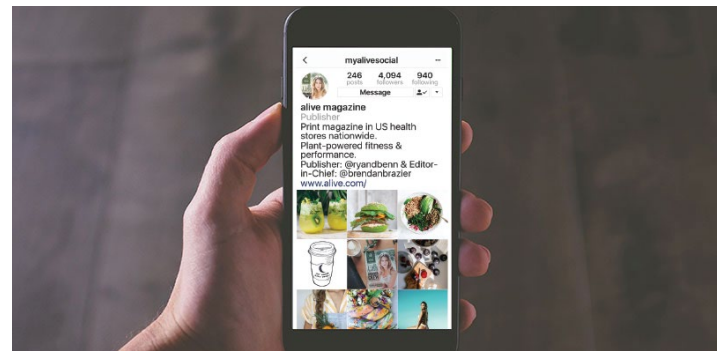 myalivesocial
246 4,094 940
posts followers following
Message
alive magazine
Publisher
Print magazine in US health
stores nationwide.
Plant-powered fitness &
performance.
Publisher: @ryandbenn & Editor-
in-Chief: @brendanbrazier
www.alive.com/